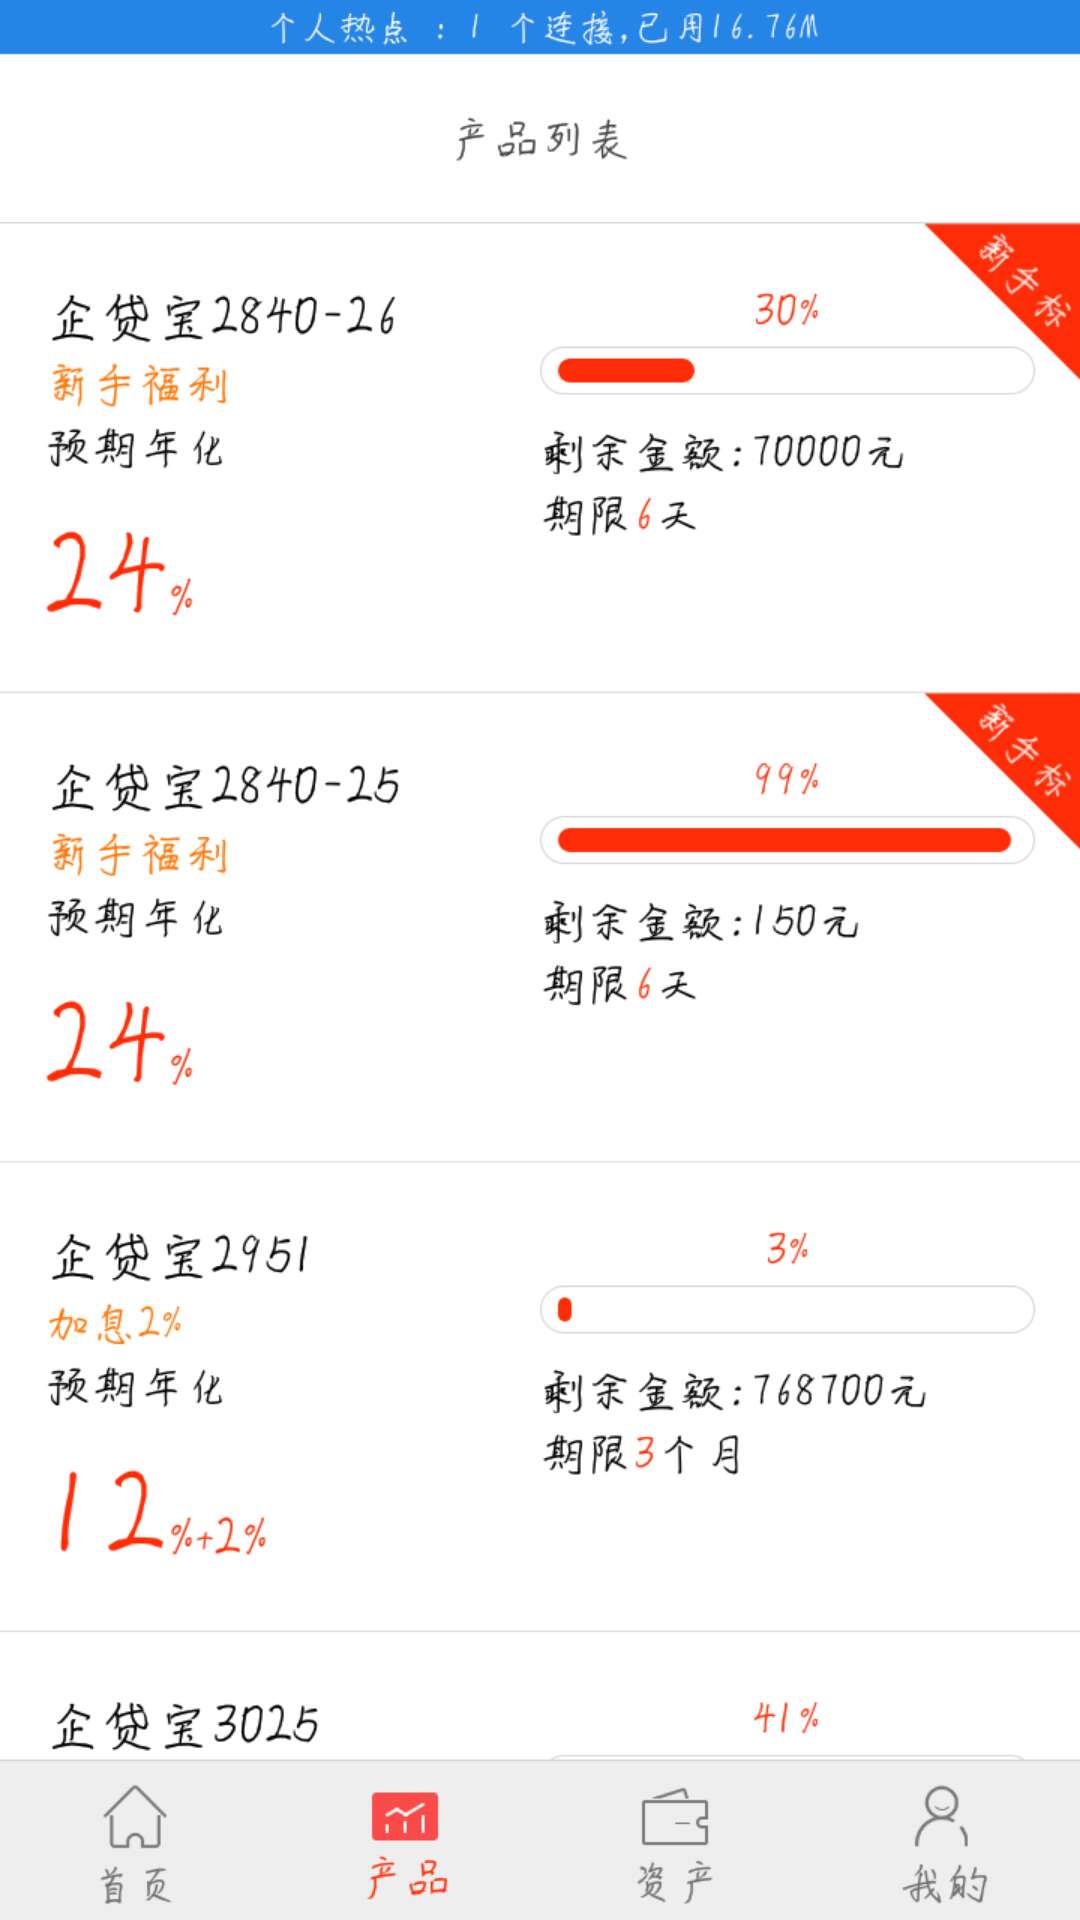 个人热点 : 1 个连接,已用16.76M
产品列表
新手标
企贷宝2840-26
30%
新手福利
预期年化
剩余金额:70000元
期限6天
24%
新手标
企贷宝2840-25
99%
新手福利
预期年化
剩余金额:150元
期限6天
24%
企贷宝2951
3%
加息2%
预期年化
剩余金额:768700元
期限3个月
12%+2%
企贷宝3025
41%
首页
产品
资产
我的